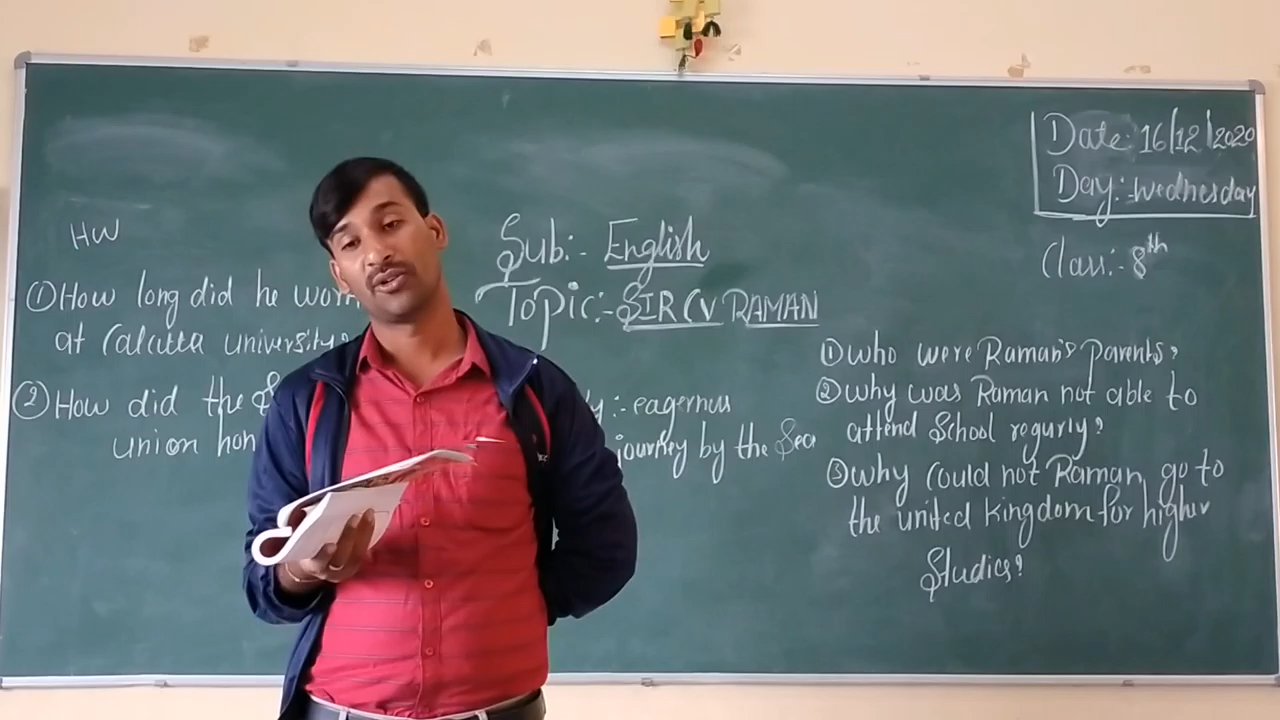 HW
① How long did he wor
at Calcutta university?
② How did the S
union hon
Sub:- English
Topic:- SIR CV RAMAN
y:- eagernus
journey by the Sea
Date: 16/12/2020
Day:- wednesday
Class:- 8th
① who were Raman's parents?
② why was Raman not able to
attend School regurly?
③ why could not Raman go to
the united kingdom for higher
Studies?